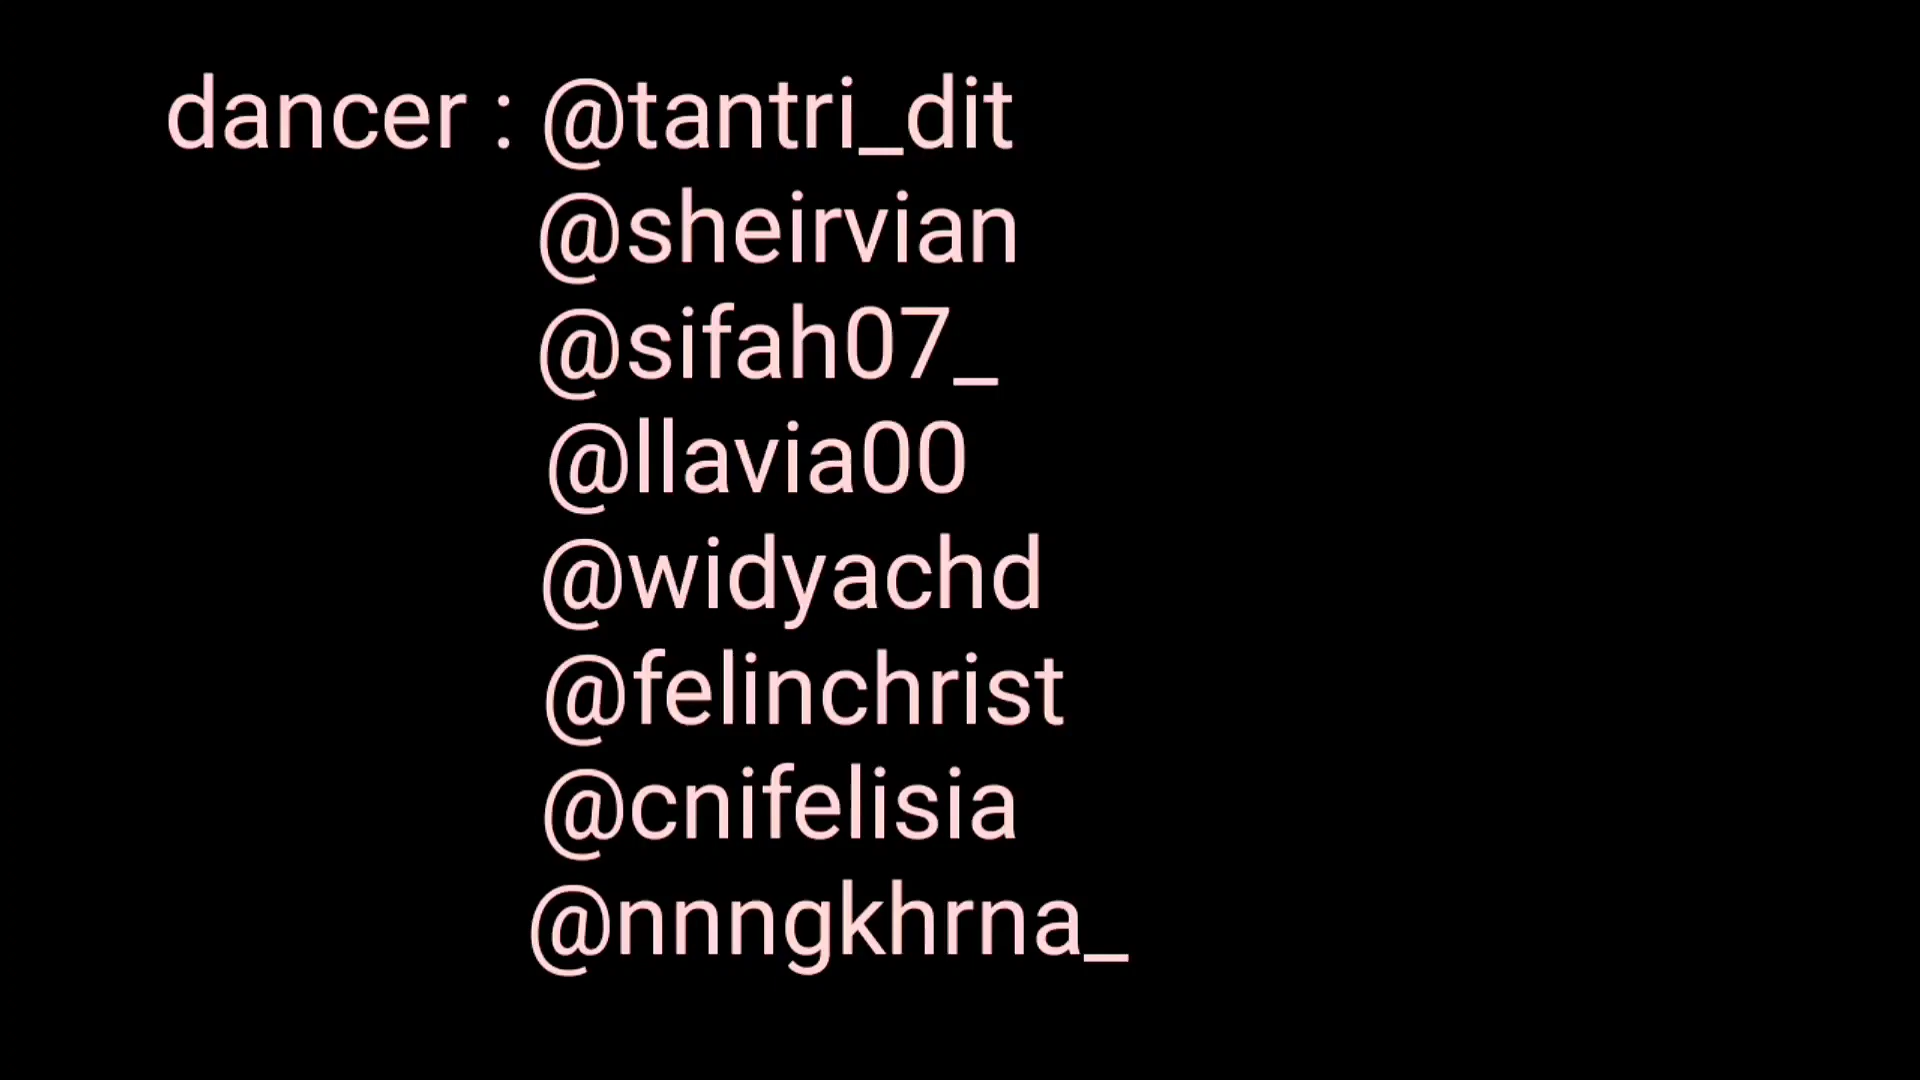 dancer : @tantri_dit
@sheirvian
@sifah07_
@llavia00
@widyachd
@felinchrist
@cnifelisia
@nnngkhrna_